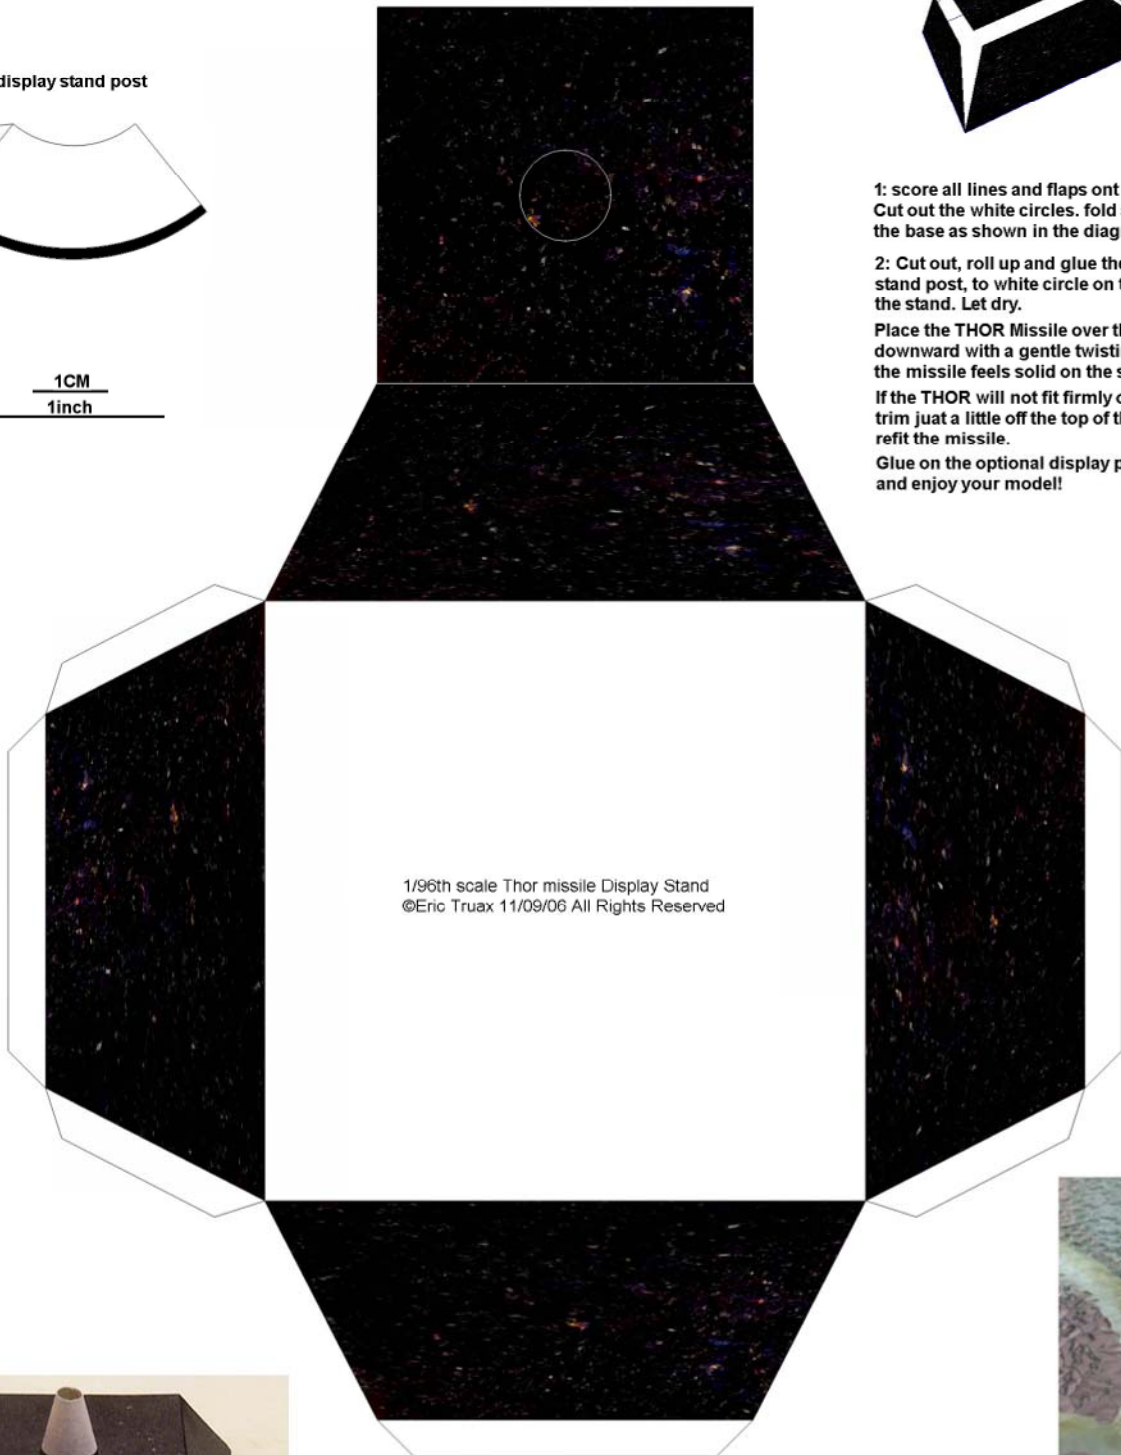 display stand post
1CM
1inch
1: score all lines and flaps ont
Cut out the white circles. fold
the base as shown in the diag
2: Cut out, roll up and glue the
stand post, to white circle on t
the stand. Let dry.
Place the THOR Missile over th
downward with a gentle twisti
the missile feels solid on the s
If the THOR will not fit firmly o
trim juat a little off the top of th
refit the missile.
Glue on the optional display p
and enjoy your model!
1/96th scale Thor missile Display Stand
©Eric Truax 11/09/06 All Rights Reserved